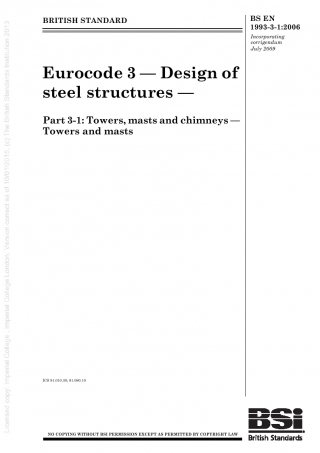 BRITISH STANDARD
BS EN
1993-3-1:2006
Incorporating
corrigendum
July 2009
Eurocode 3 — Design of
steel structures —
Part 3-1: Towers, masts and chimneys —
Towers and masts
NO COPYING WITHOUT BSI PERMISSION EXCEPT AS PERMITTED BY COPYRIGHT LAW
BSi
British Standards